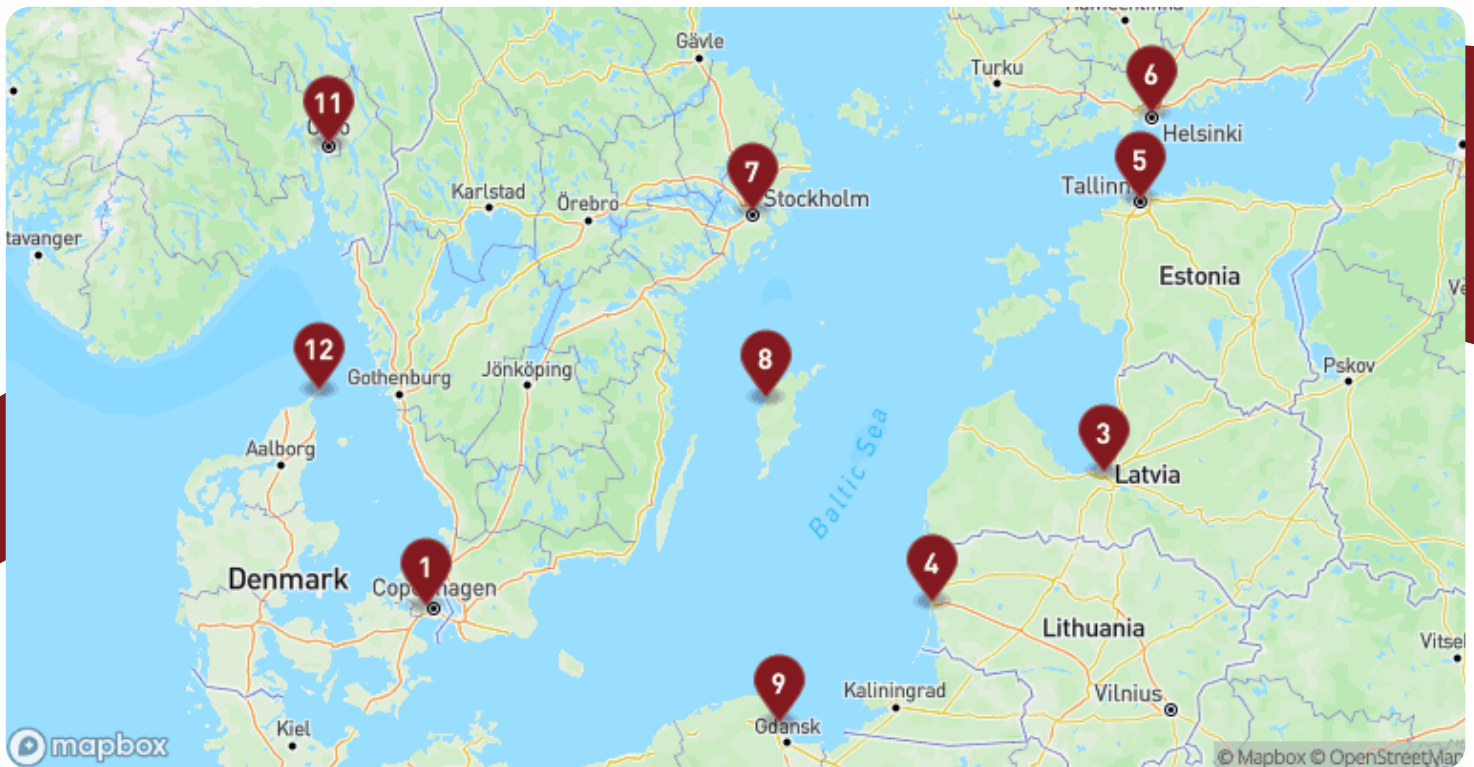 Gävle
Turku
6
11
Helsinki
5
7
Tallinn
Karlstad
Stockholm
Örebro
tavanger
Estonia
12
8
Pskov
Jönköping
Gothenburg
3
Aalborg
Latvia
Baltic Sea
1
4
Denmark
Copenhagen
Lithuania
Vitsel
9
Kaliningrad
Vilnius
Gdansk
Kiel
mapbox
© Mapbox © OpenStreetMap